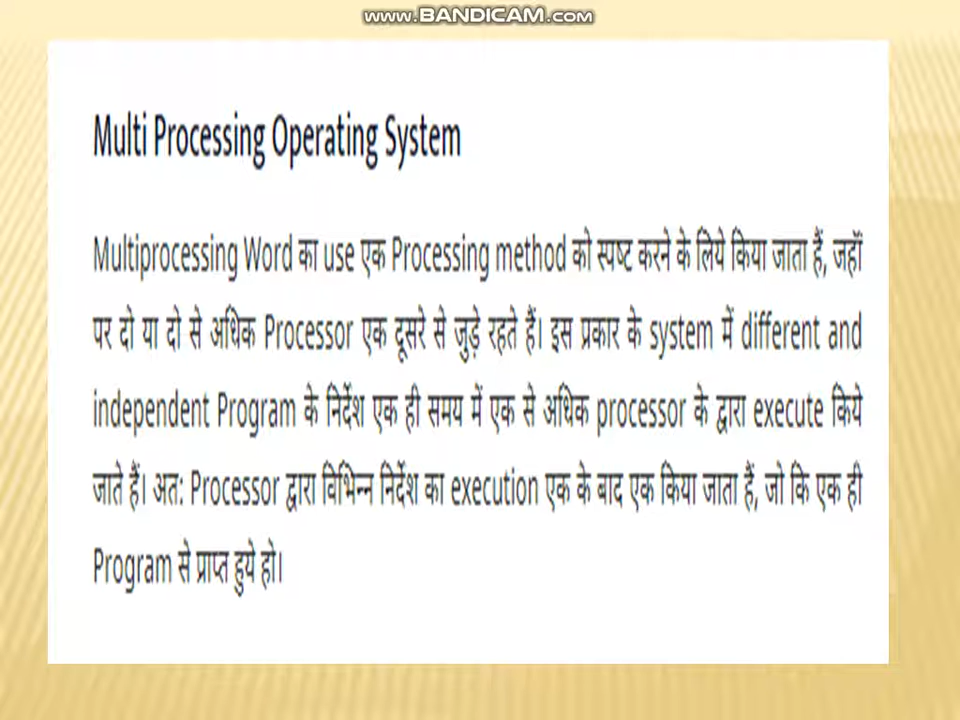 www.BANDICAM.com
Multi Processing Operating System
Multiprocessing Word का use एक Processing method को स्पष्ट करने के लिये किया जाता हैं, जहॉं
पर दो या दो से अधिक Processor एक दूसरे से जुड़े रहते हैं। इस प्रकार के system में different and
independent Program के निर्देश एक ही समय में एक से अधिक processor के द्वारा execute किये
जाते हैं। अत: Processor द्वारा विभिन्न निर्देश का execution एक के बाद एक किया जाता हैं, जो कि एक ही
Program से प्राप्त हुये हो।